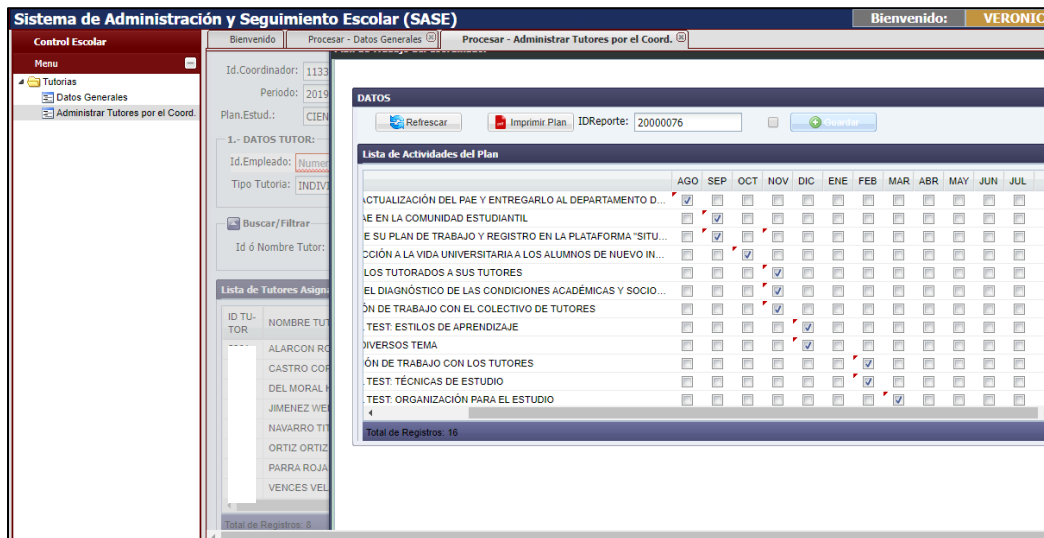 Sistema de Administración y Seguimiento Escolar (SASE) Bienvenido: VERONIC
Control Escolar Bienvenido Procesar - Datos Generales Procesar - Administrar Tutores por el Coord.
Menu
Tutorias
Datos Generales
Administrar Tutores por el Coord.
Id.Coordinador: 1133
Periodo: 2019
Plan.Estud.: CIEN
1.- DATOS TUTOR:
Id.Empleado: Numer
Tipo Tutoria: INDIVI
Buscar/Filtrar
Id ó Nombre Tutor:
Lista de Tutores Asigna
ID TU-
TOR NOMBRE TUT
ALARCON RO
CASTRO COR
DEL MORAL
JIMENEZ WE
NAVARRO TIT
ORTIZ ORTIZ
PARRA ROJA
VENCES VEL
Total de Registros: 8
DATOS
Refrescar Imprimir Plan IDReporte: 20000076 Guardar
Lista de Actividades del Plan
AGO SEP OCT NOV DIC ENE FEB MAR ABR MAY JUN JUL
ACTUALIZACIÓN DEL PAE Y ENTREGARLO AL DEPARTAMENTO D...
AE EN LA COMUNIDAD ESTUDIANTIL
E SU PLAN DE TRABAJO Y REGISTRO EN LA PLATAFORMA "SITU...
CCIÓN A LA VIDA UNIVERSITARIA A LOS ALUMNOS DE NUEVO IN...
LOS TUTORADOS A SUS TUTORES
EL DIAGNÓSTICO DE LAS CONDICIONES ACADÉMICAS Y SOCIO...
ÓN DE TRABAJO CON EL COLECTIVO DE TUTORES
TEST: ESTILOS DE APRENDIZAJE
DIVERSOS TEMA
ÓN DE TRABAJO CON LOS TUTORES
TEST: TÉCNICAS DE ESTUDIO
TEST: ORGANIZACIÓN PARA EL ESTUDIO
Total de Registros: 16